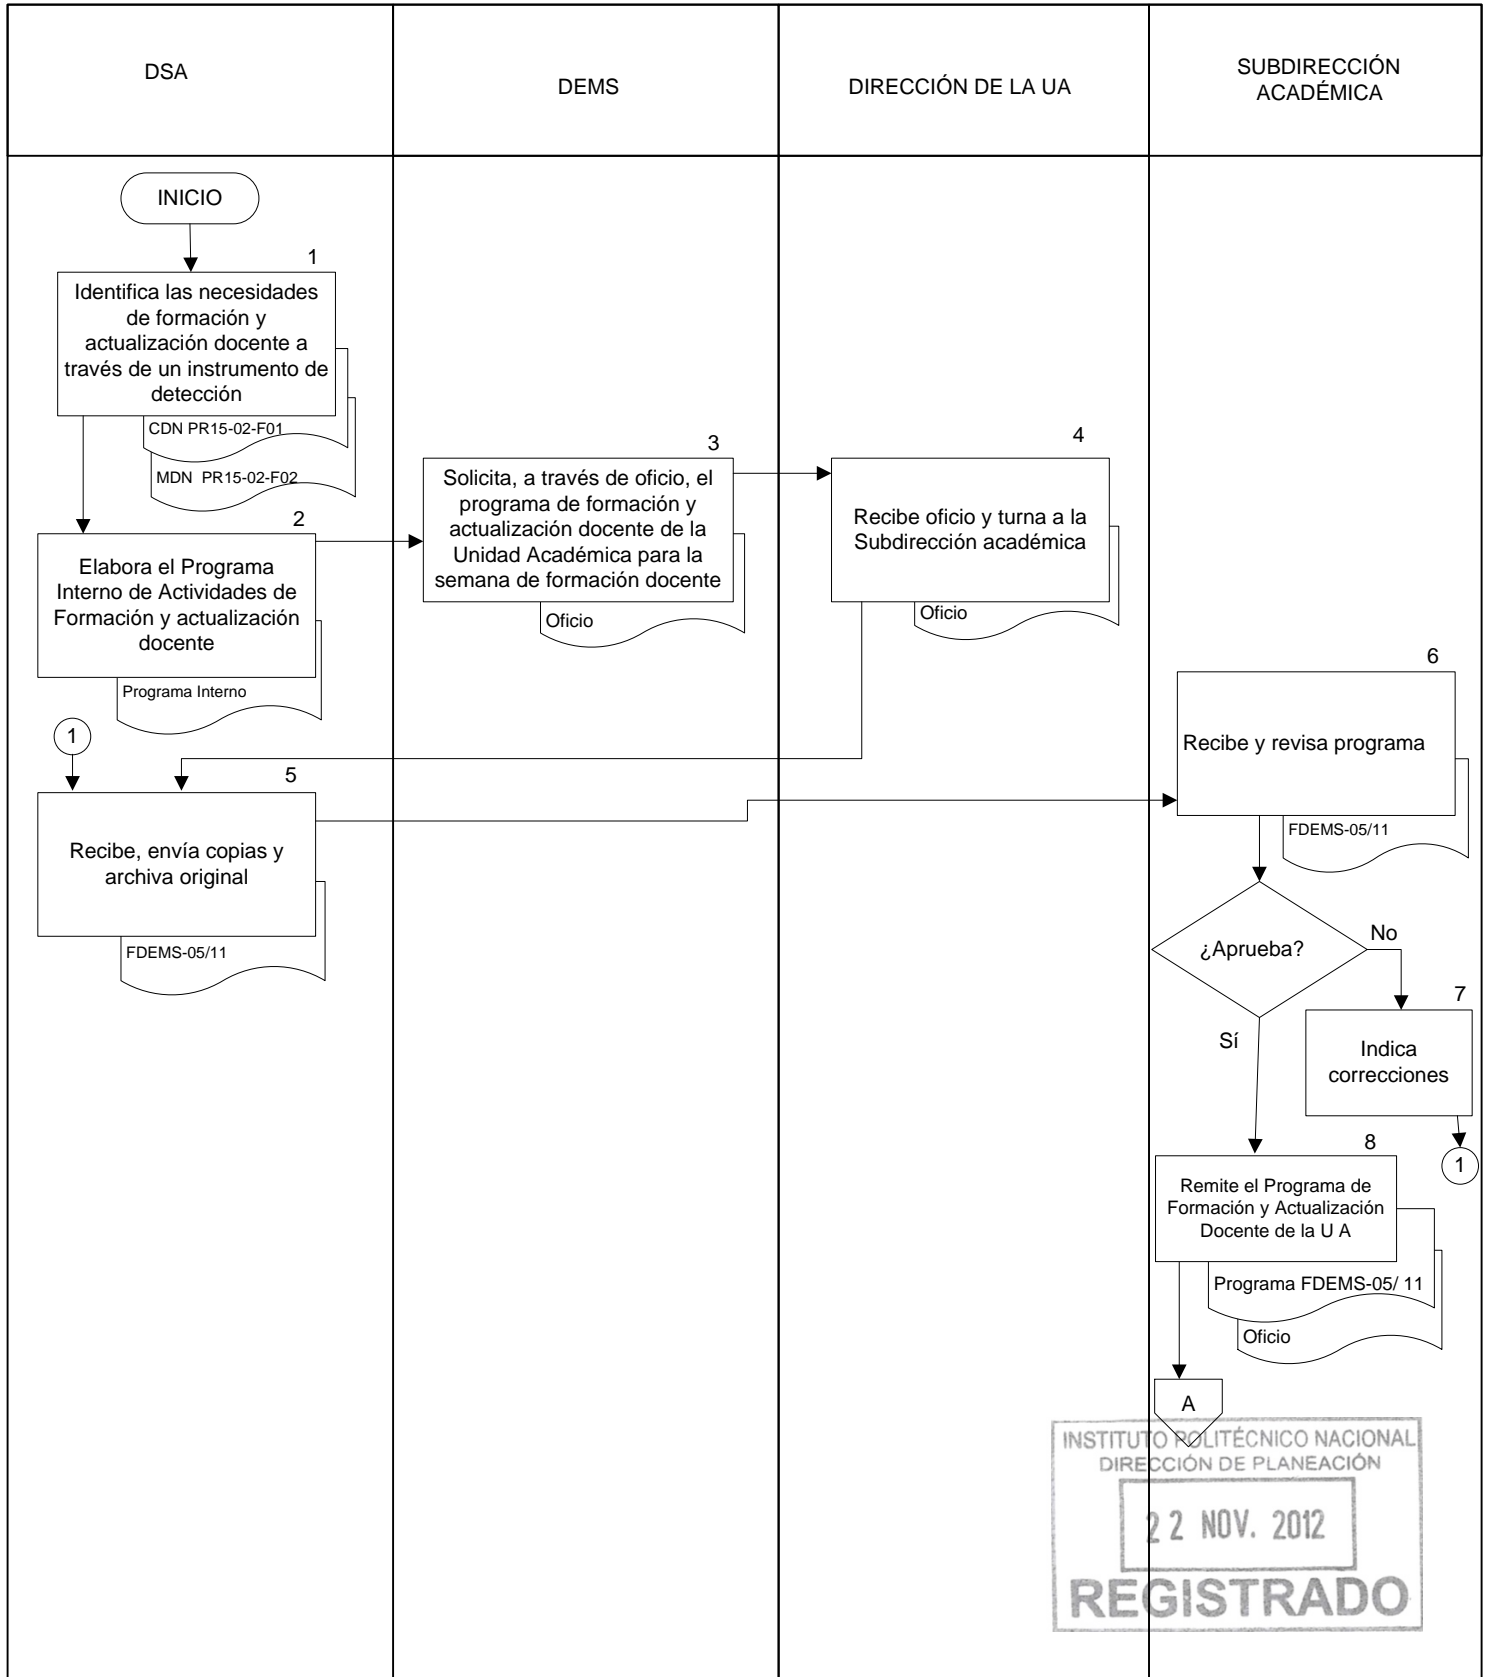 DSA
DEMS
DIRECCIÓN DE LA UA
SUBDIRECCIÓN
ACADÉMICA
INICIO
1
Identifica las necesidades
de formación y
actualización docente a
través de un instrumento de
detección
CDN PR15-02-F01
MDN PR15-02-F02
2
Elabora el Programa
Interno de Actividades de
Formación y actualización
docente
Programa Interno
3
Solicita, a través de oficio, el
programa de formación y
actualización docente de la
Unidad Académica para la
semana de formación docente
Oficio
4
Recibe oficio y turna a la
Subdirección académica
Oficio
1
5
Recibe, envía copias y
archiva original
FDEMS-05/11
6
Recibe y revisa programa
FDEMS-05/11
¿Aprueba?
No
Sí
7
Indica
correcciones
1
8
Remite el Programa de
Formación y Actualización
Docente de la U A
Programa FDEMS-05/ 11
Oficio
A
INSTITUTO POLITÉCNICO NACIONAL
DIRECCIÓN DE PLANEACIÓN
22 NOV. 2012
REGISTRADO